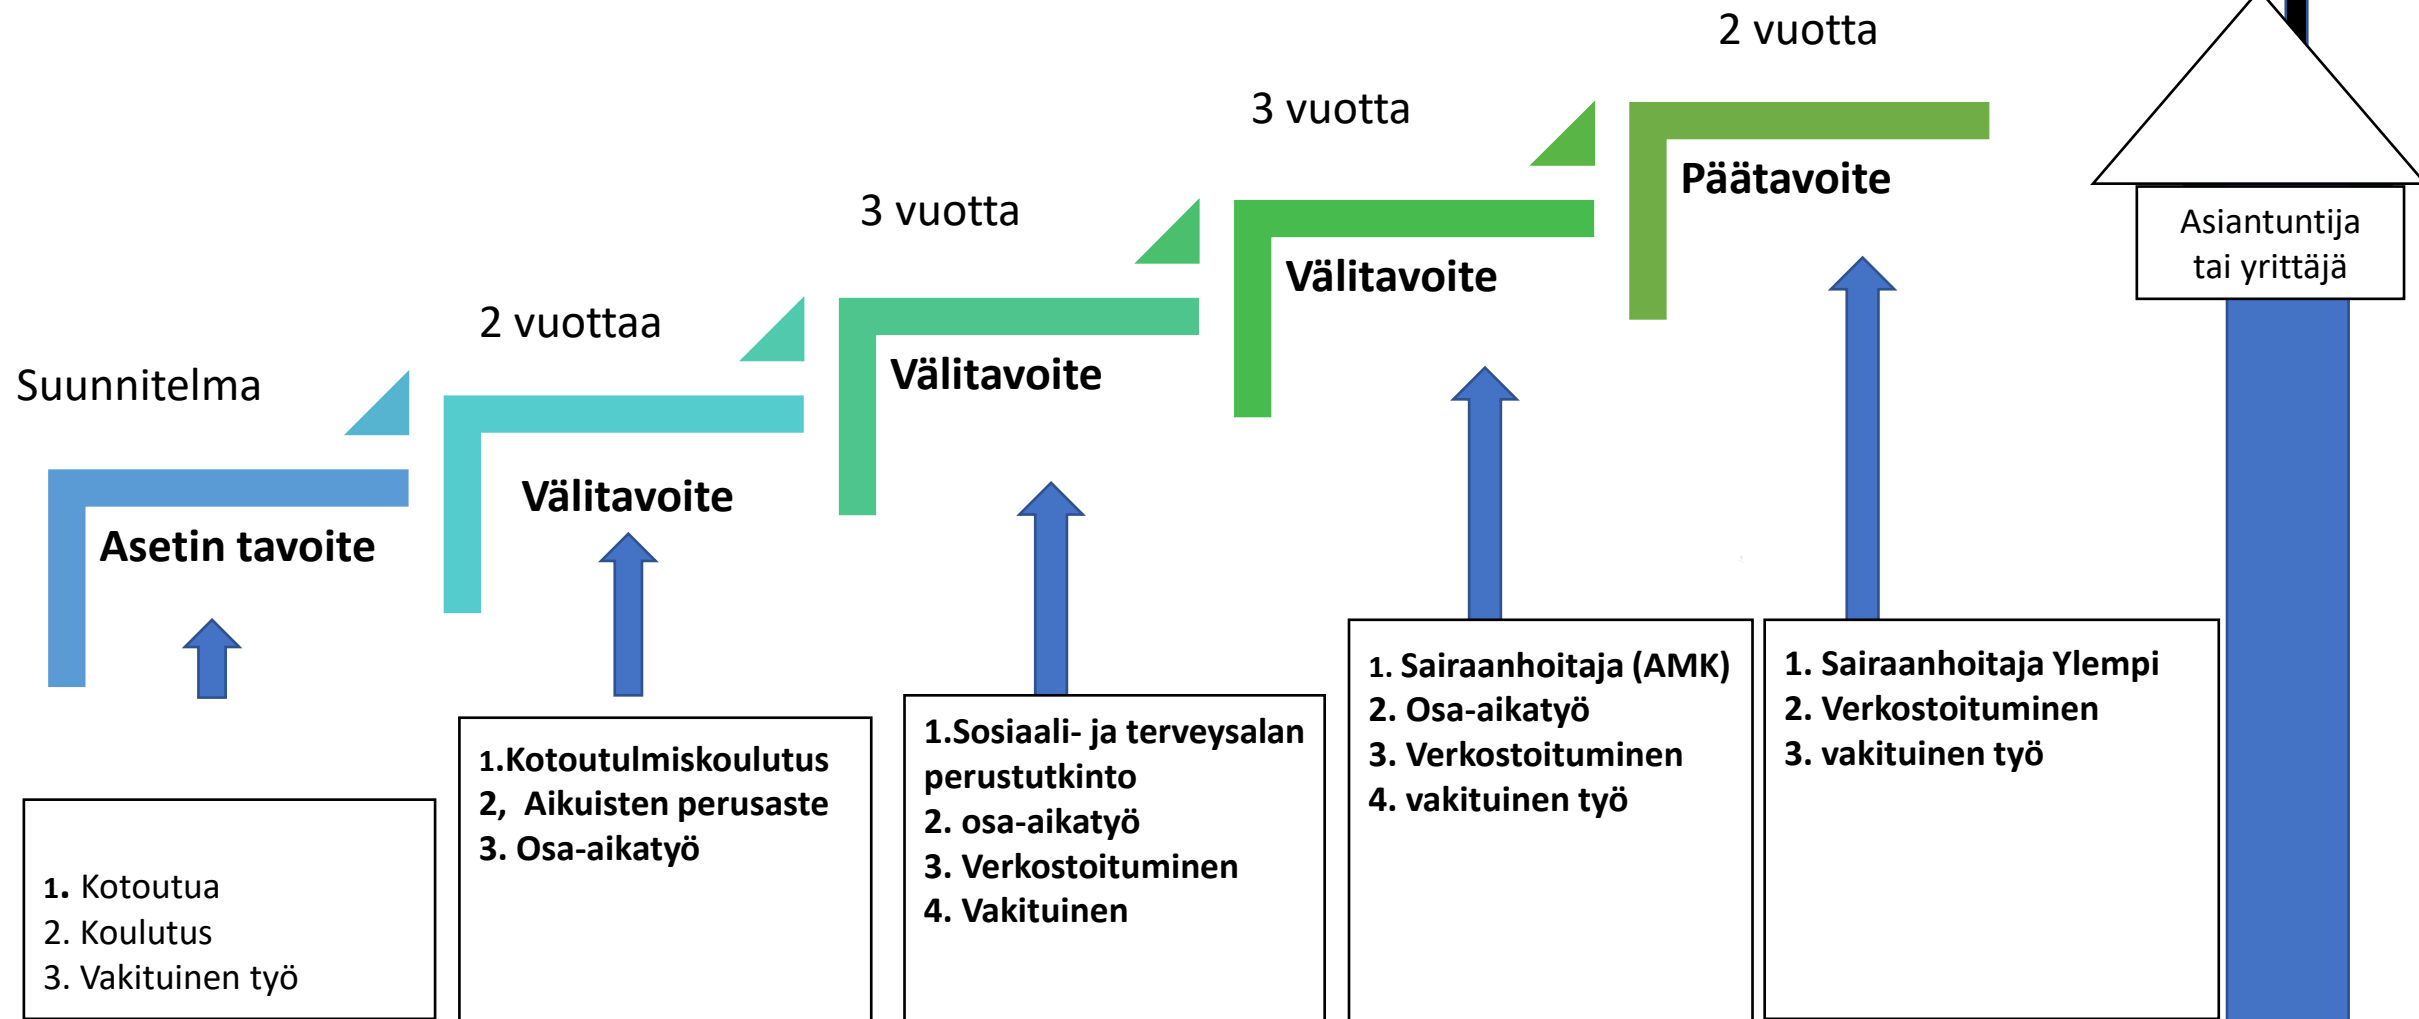 Suunnitelma
Asetin tavoite
1. Kotoutua
2. Koulutus
3. Vakituinen työ
2 vuottaa
Välitavoite
1.Kotoutulmiskoulutus
2, Aikuisten perusaste
3. Osa-aikatyö
3 vuotta
Välitavoite
1.Sosiaali- ja terveysalan
perustutkinto
2. osa-aikatyö
3. Verkostoituminen
4. Vakituinen
3 vuotta
Välitavoite
1. Sairaanhoitaja (AMK)
2. Osa-aikatyö
3. Verkostoituminen
4. vakituinen työ
2 vuotta
Päätavoite
1. Sairaanhoitaja Ylempi
2. Verkostoituminen
3. vakituinen työ
Asiantuntija
tai yrittäjä